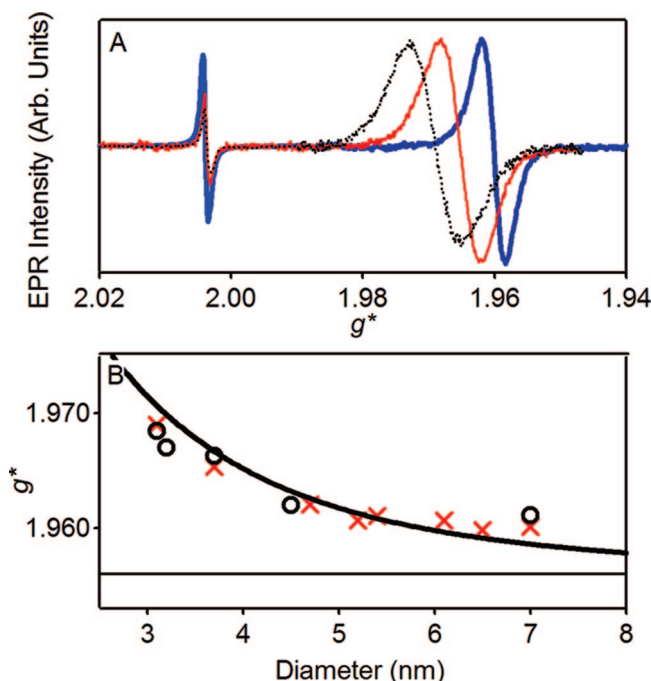 A
EPR Intensity (Arb. Units)
2.02 2.00 1.98 1.96 1.94
g*
B
1.970
1.960
g*
3 4 5 6 7 8
Diameter (nm)